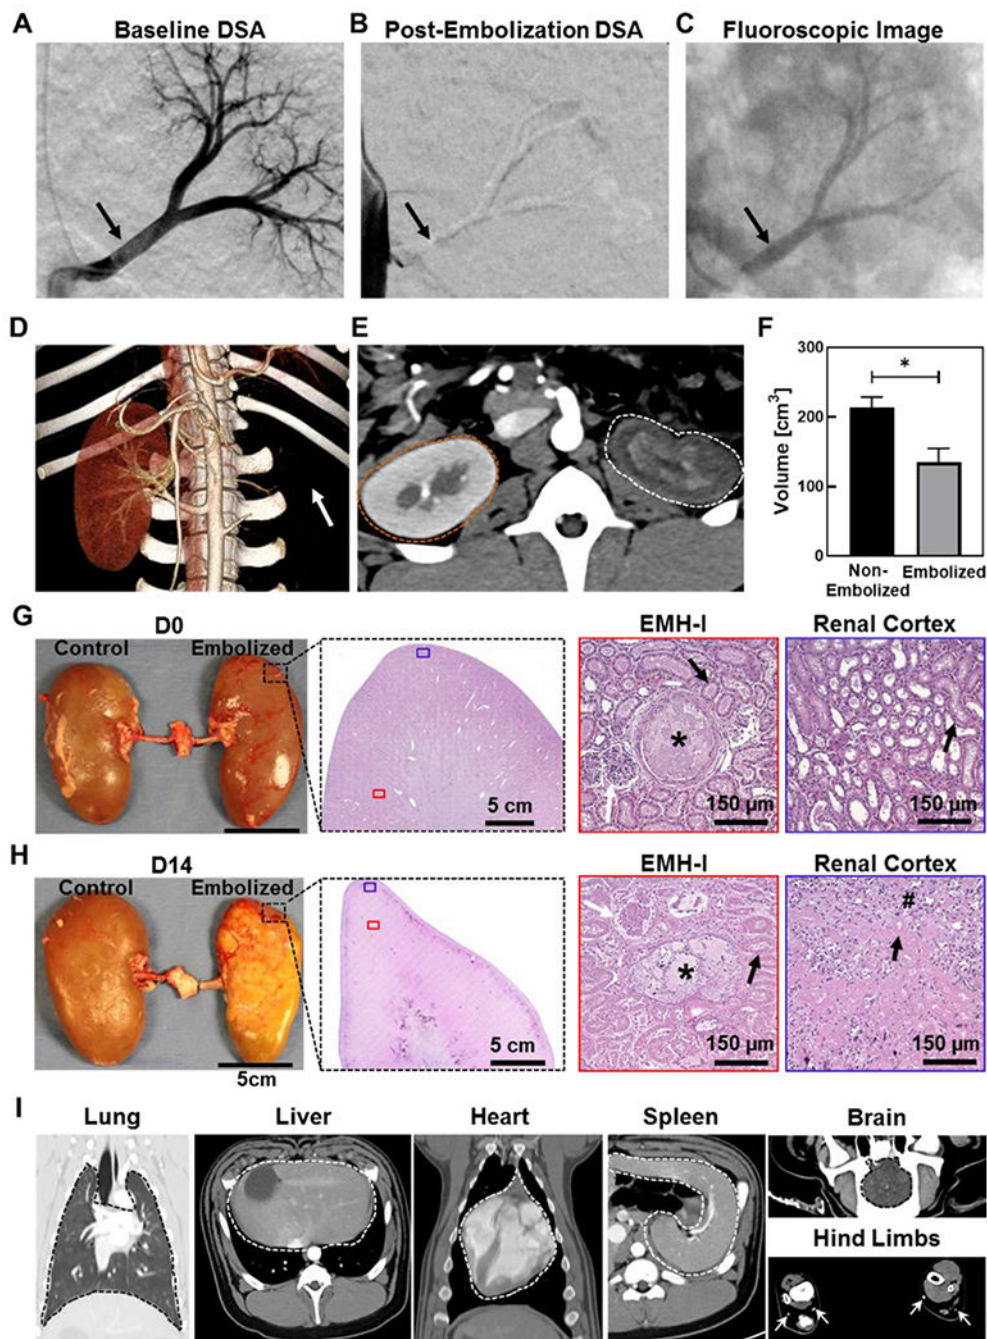 A
Baseline DSA
B
Post-Embolization DSA
C
Fluoroscopic Image
D
E
F
Volume [cm³]
300
200
100
0
*
Non-
Embolized
Embolized
G
D0
Control
Embolized
5 cm
EMH-I
*
150 µm
Renal Cortex
150 µm
H
D14
Control
Embolized
5cm
5 cm
EMH-I
*
150 µm
Renal Cortex
#
150 µm
I
Lung
Liver
Heart
Spleen
Brain
Hind Limbs